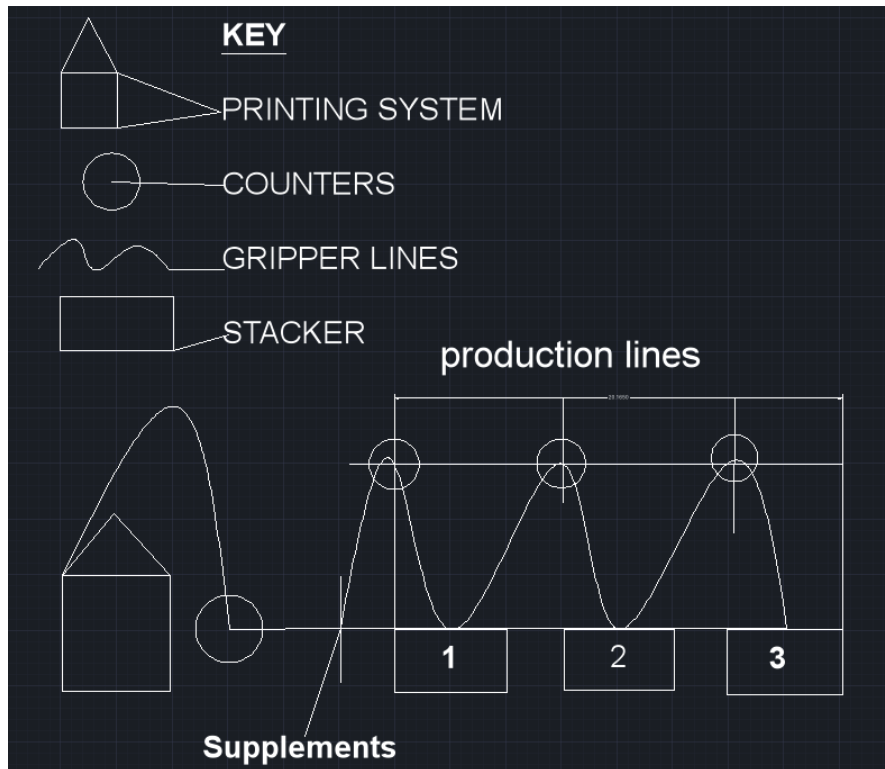 KEY
PRINTING SYSTEM
COUNTERS
GRIPPER LINES
STACKER
production lines
1
2
3
Supplements